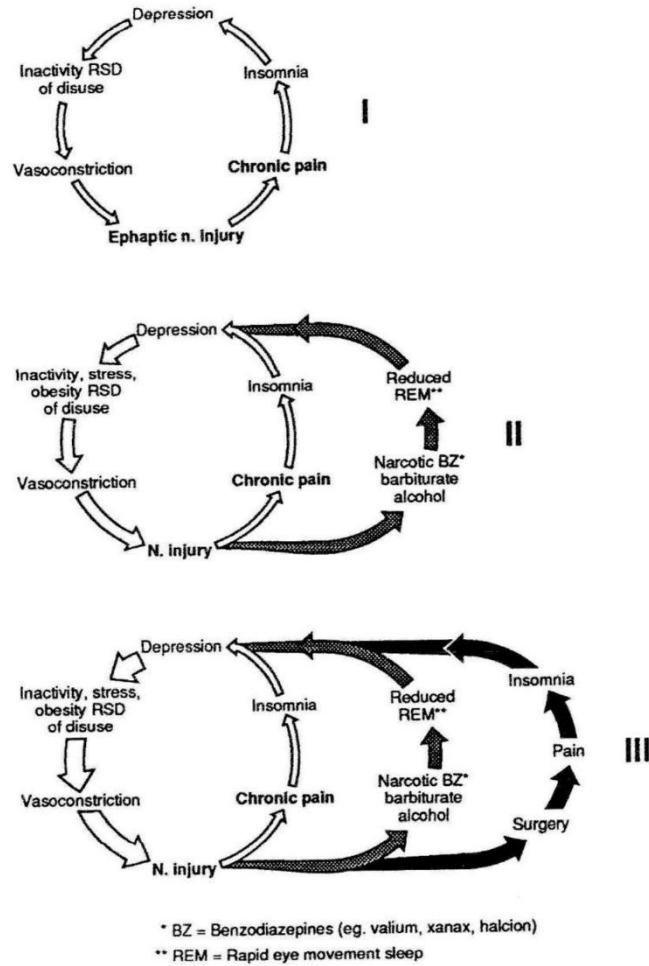 Depression
Inactivity RSD
of disuse
Insomnia
I
Vasoconstriction
Chronic pain
Ephaptic n. injury
Depression
Inactivity, stress,
obesity RSD
of disuse
Insomnia
Reduced
REM**
II
Vasoconstriction
Chronic pain
Narcotic BZ*
barbiturate
alcohol
N. injury
Depression
Inactivity, stress,
obesity RSD
of disuse
Insomnia
Reduced
REM**
Insomnia
Pain
III
Vasoconstriction
Chronic pain
Narcotic BZ*
barbiturate
alcohol
Surgery
N. injury
* BZ = Benzodiazepines (eg. valium, xanax, halcion)
** REM = Rapid eye movement sleep